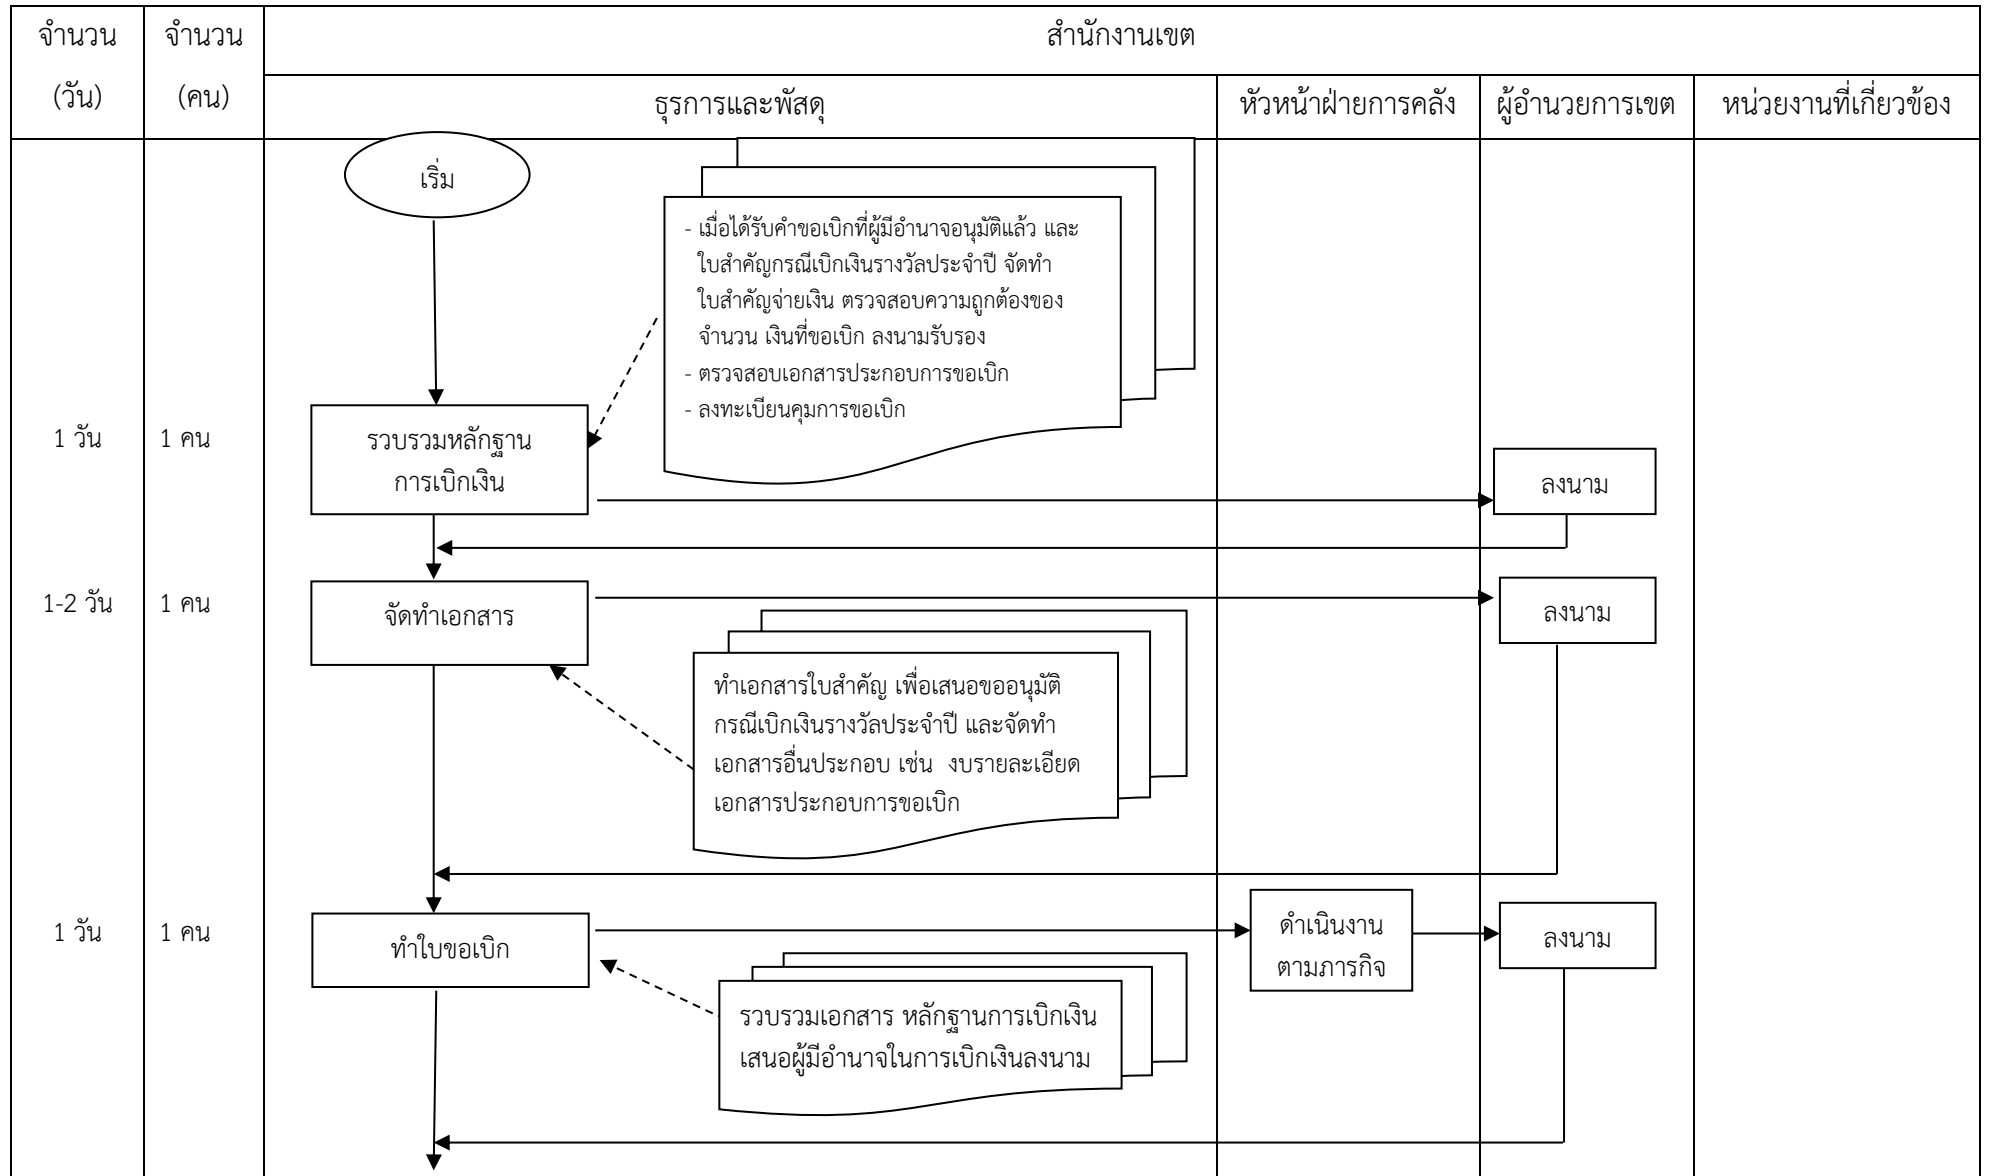 จำนวน
(วัน)
จำนวน
(คน)
สำนักงานเขต
ธุรการและพัสดุ
หัวหน้าฝ่ายการคลัง
ผู้อำนวยการเขต
หน่วยงานที่เกี่ยวข้อง
เริ่ม
- เมื่อได้รับคำขอเบิกที่ผู้มีอำนาจอนุมัติแล้ว และ
ใบสำคัญกรณีเบิกเงินรางวัลประจำปี จัดทำ
ใบสำคัญจ่ายเงิน ตรวจสอบความถูกต้องของ
จำนวน เงินที่ขอเบิก ลงนามรับรอง
- ตรวจสอบเอกสารประกอบการขอเบิก
- ลงทะเบียนคุมการขอเบิก
1 วัน
1 คน
รวบรวมหลักฐาน
การเบิกเงิน
ลงนาม
1-2 วัน
1 คน
จัดทำเอกสาร
ลงนาม
ทำเอกสารใบสำคัญ เพื่อเสนอขออนุมัติ
กรณีเบิกเงินรางวัลประจำปี และจัดทำ
เอกสารอื่นประกอบ เช่น งบรายละเอียด
เอกสารประกอบการขอเบิก
1 วัน
1 คน
ทำใบขอเบิก
ดำเนินงาน
ตามภารกิจ
ลงนาม
รวบรวมเอกสาร หลักฐานการเบิกเงิน
เสนอผู้มีอำนาจในการเบิกเงินลงนาม